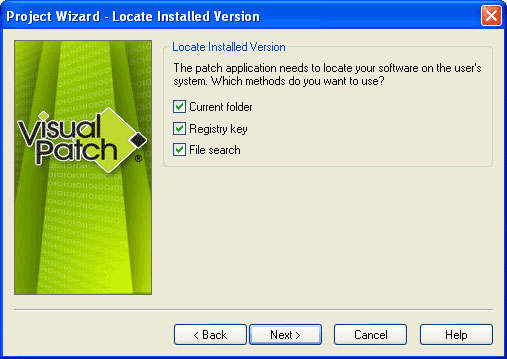 Project Wizard - Locate Installed Version
Visual
Patch
®
Locate Installed Version
The patch application needs to locate your software on the user's
system. Which methods do you want to use?
Current folder
Registry key
File search
< Back
Next >
Cancel
Help